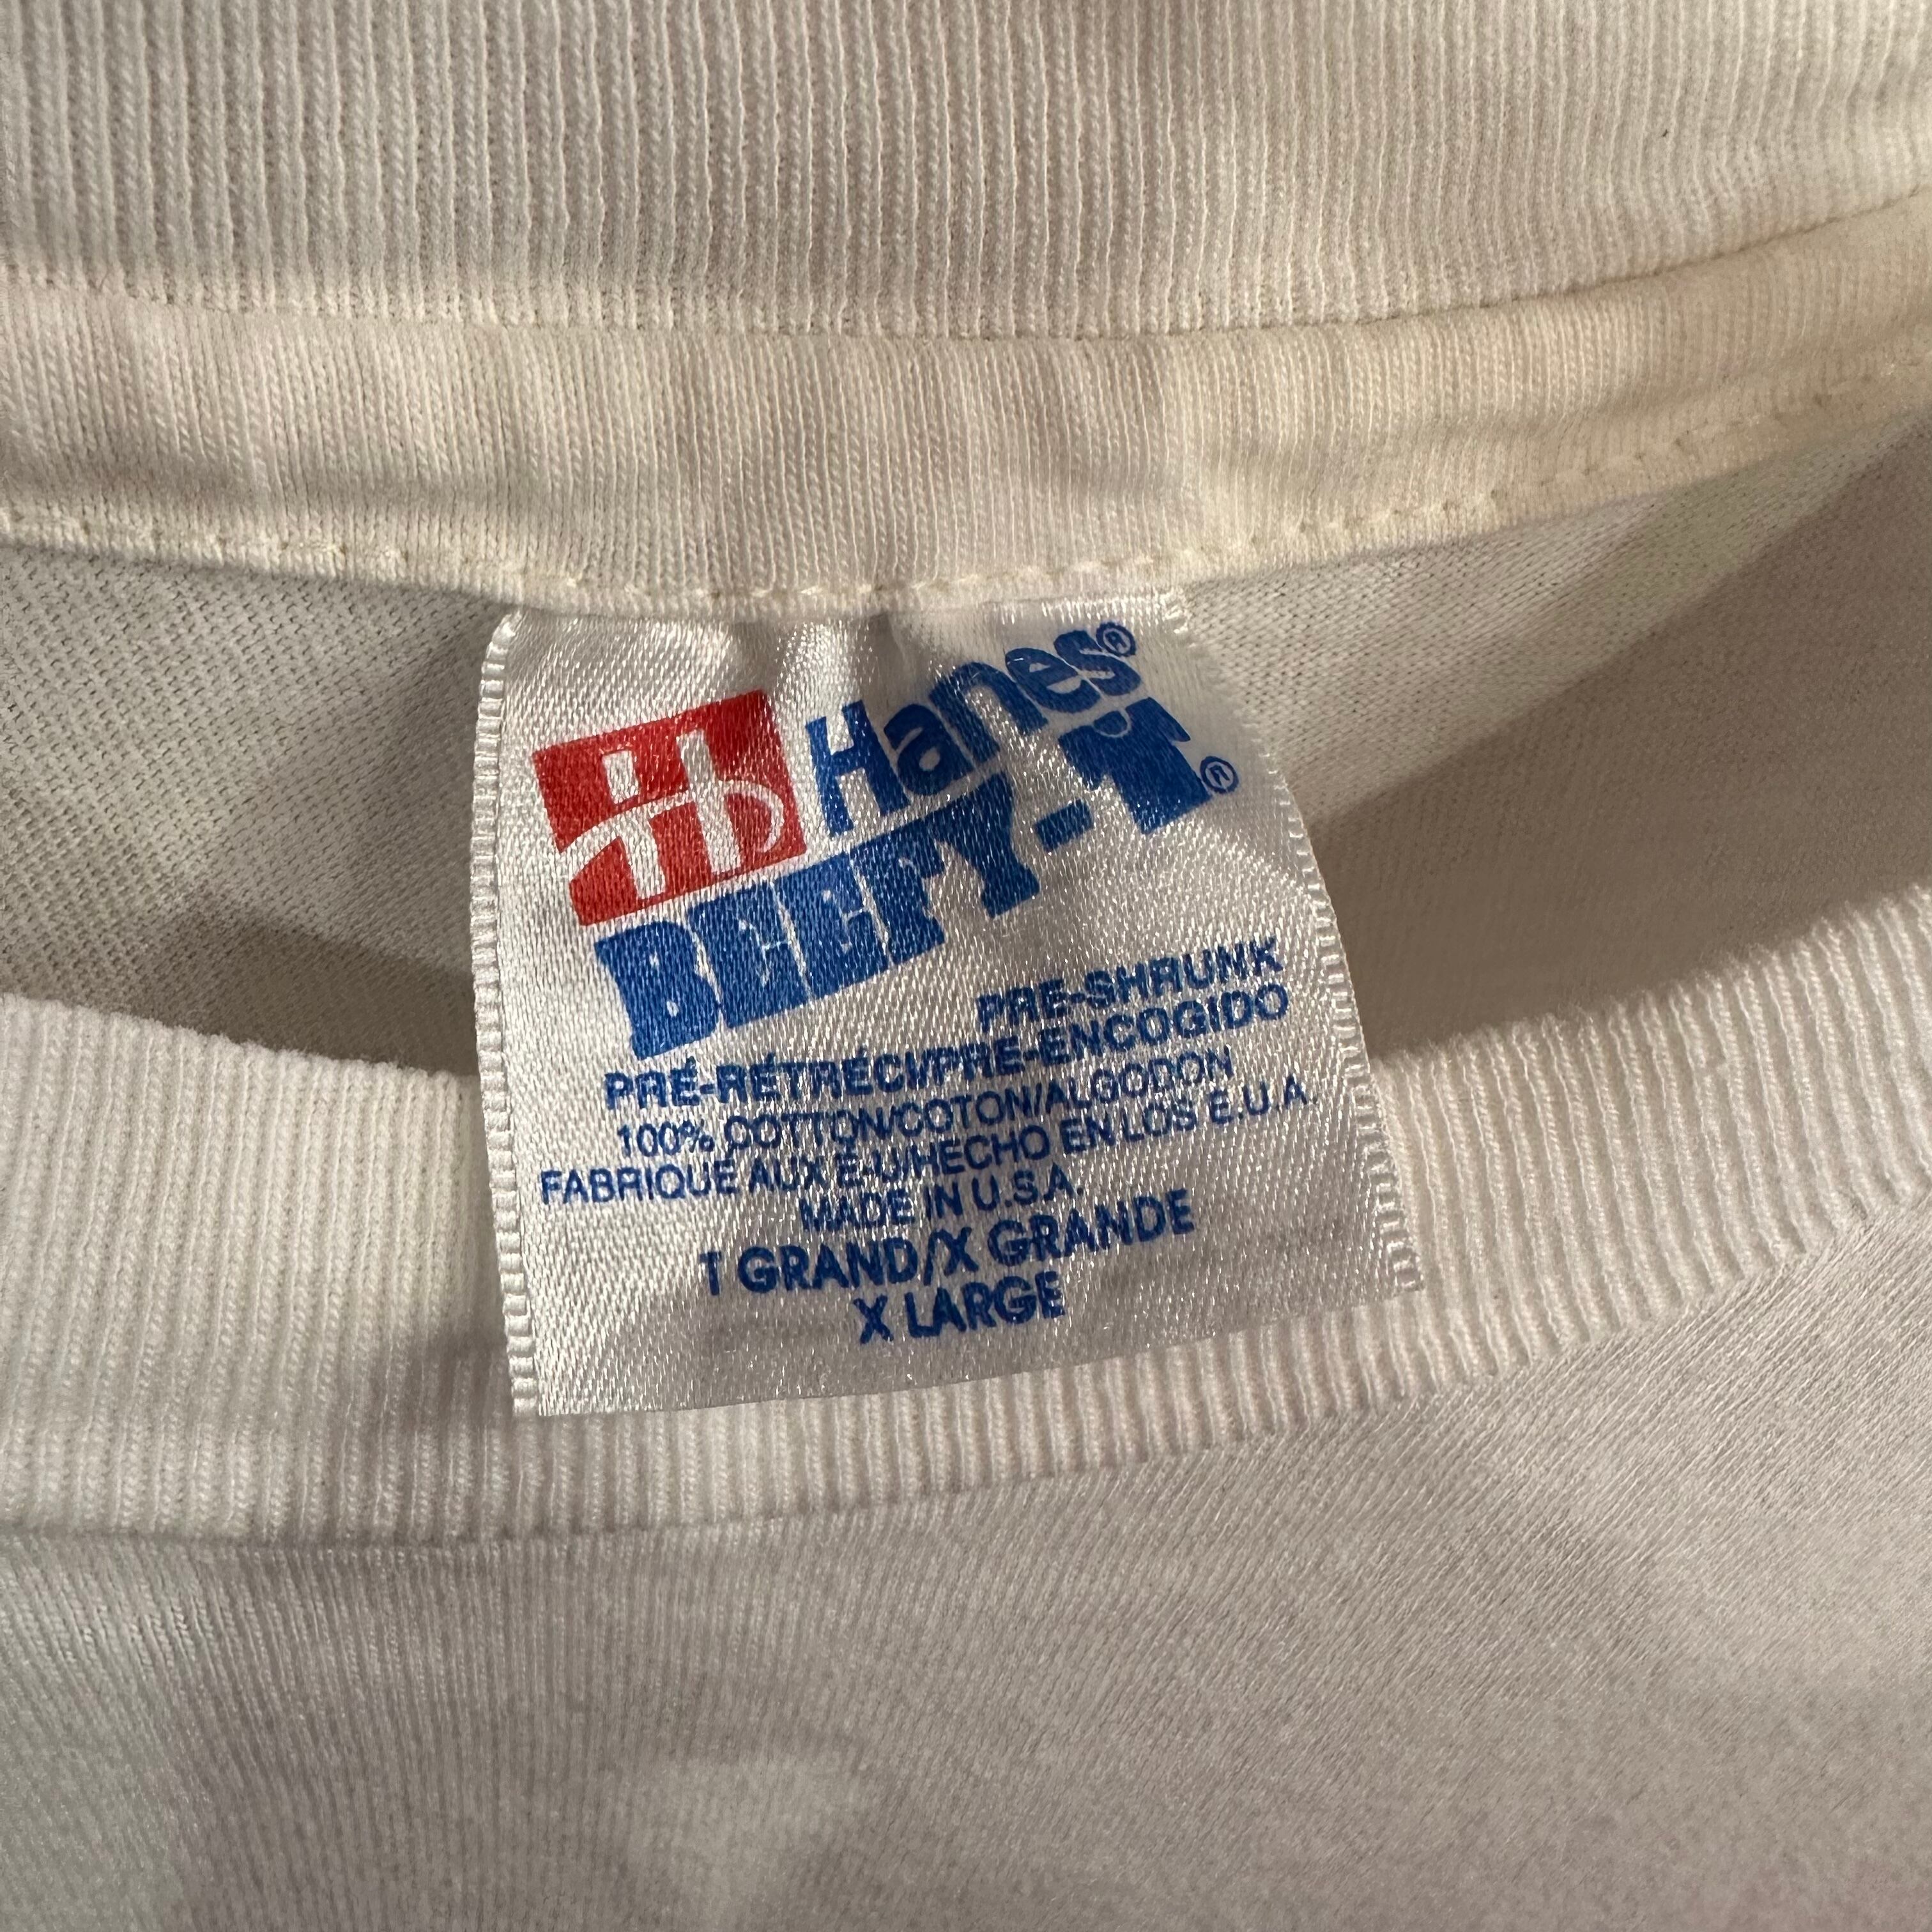 Hanes®
BEEFY-T®
PRE-SHRUNK
PRÉ-RÉTRÉCI/PRE-ENCOGIDO
100% COTTON/COTON/ALGODON
FABRIQUÉ AUX É-U/HECHO EN LOS E.U.A.
MADE IN U.S.A.
T GRAND/X GRANDE
X LARGE